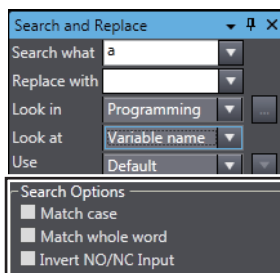 Search and Replace
Search what a
Replace with
Look in Programming ...
Look at Variable name
Use Default
Search Options
Match case
Match whole word
Invert NO/NC Input